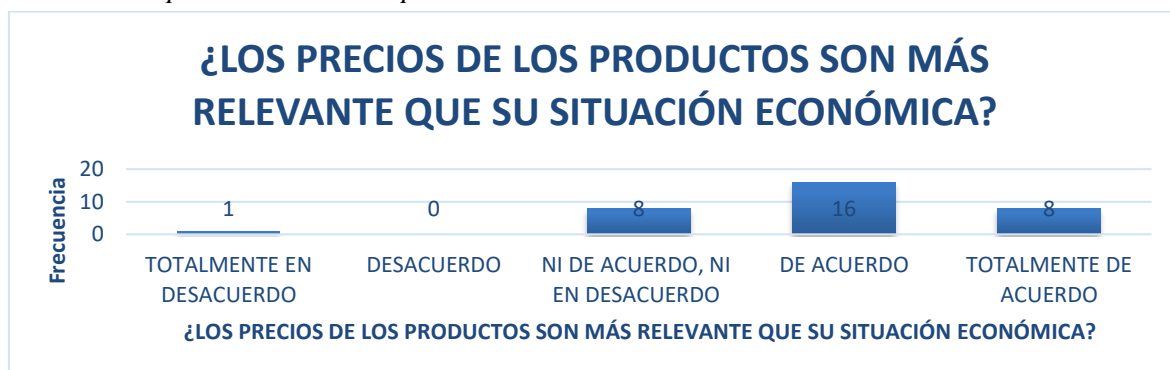 ¿LOS PRECIOS DE LOS PRODUCTOS SON MÁS
RELEVANTE QUE SU SITUACIÓN ECONÓMICA?
Frecuencia
20
10
0
1
0
8
16
8
TOTALMENTE EN
DESACUERDO
DESACUERDO
NI DE ACUERDO, NI
EN DESACUERDO
DE ACUERDO
TOTALMENTE DE
ACUERDO
¿LOS PRECIOS DE LOS PRODUCTOS SON MÁS RELEVANTE QUE SU SITUACIÓN ECONÓMICA?